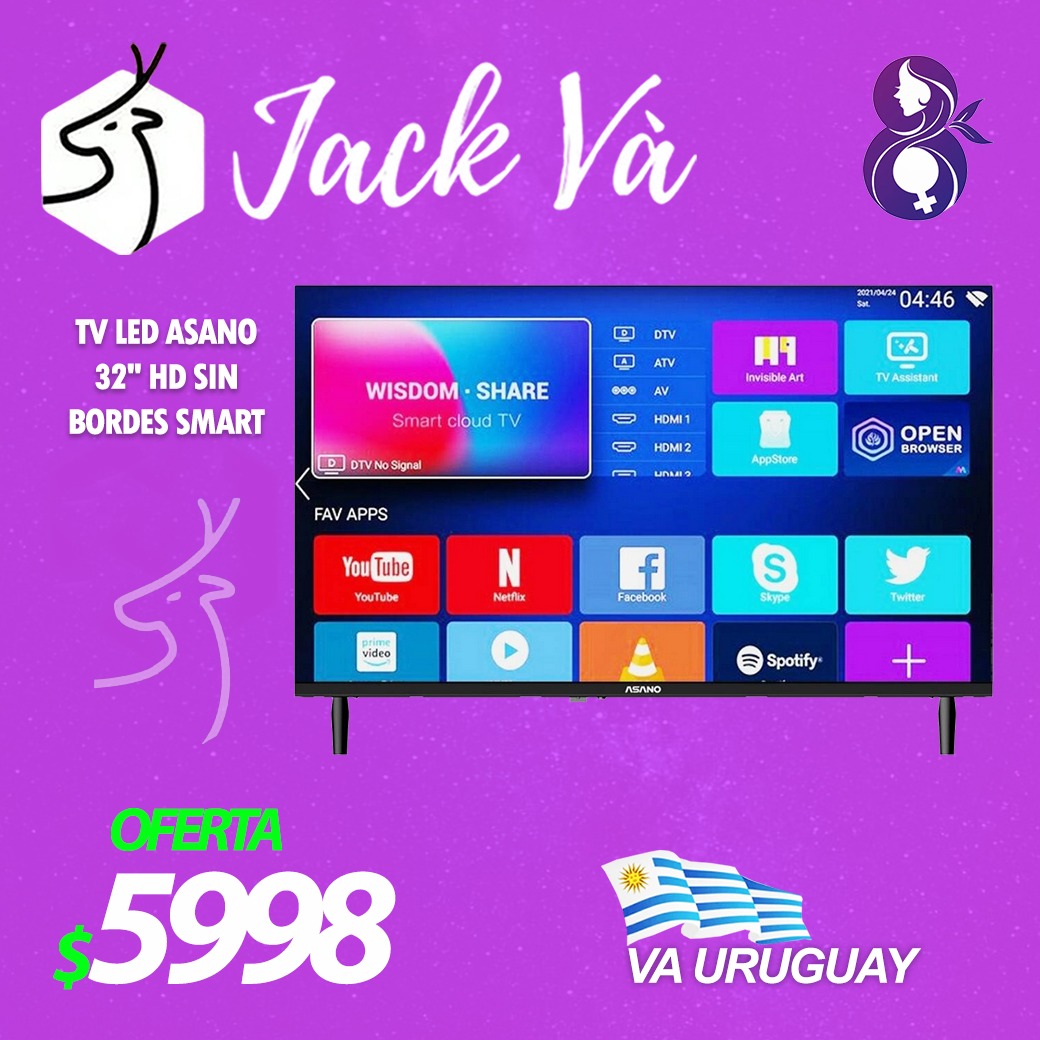 Jack Và
TV LED ASANO
32" HD SIN
BORDES SMART
2021/04/24
Sat.
04:46
WISDOM · SHARE
Smart cloud TV
DTV No Signal
D DTV
A ATV
AV
HDMI 1
HDMI 2
HDMI 3
Invisible Art
TV Assistant
AppStore
OPEN
BROWSER
FAV APPS
YouTube
YouTube
N
Netflix
Facebook
Skype
Twitter
prime
video
Spotify
ASANO
OFERTA
$5998
VA URUGUAY